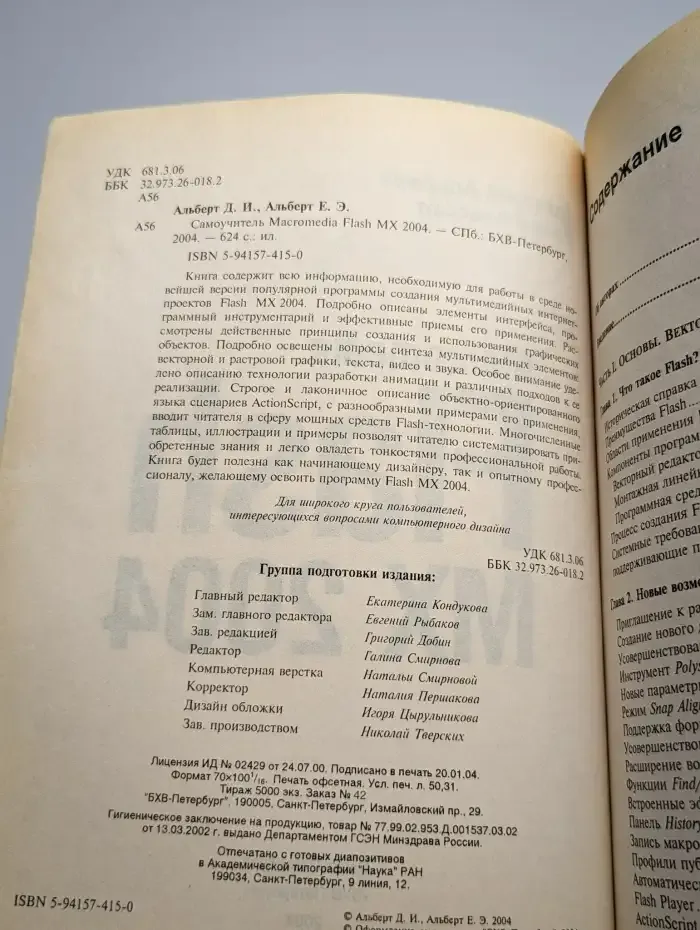 УДК 681.3.06
ББК 32.973.26-018.2
А56
Альберт Д. И., Альберт Е. Э.
А56 Самоучитель Macromedia Flash MX 2004. — СПб.: БХВ-Петербург,
2004. — 624 с.: ил.
ISBN 5-94157-415-0
Книга содержит всю информацию, необходимую для работы в среде но-
вейшей версии популярной программы создания мультимедийных интернет-
проектов Flash MX 2004. Подробно описаны элементы интерфейса, про-
граммный инструментарий и эффективные приемы его применения. Рас-
смотрены действенные принципы создания и использования графических
объектов. Подробно освещены вопросы синтеза мультимедийных элементов:
векторной и растровой графики, текста, видео и звука. Особое внимание уде-
лено описанию технологии разработки анимации и различных подходов к ее
реализации. Строгое и лаконичное описание объектно-ориентированного
языка сценариев ActionScript, с разнообразными примерами его применения,
вводит читателя в сферу мощных средств Flash-технологии. Многочисленные
таблицы, иллюстрации и примеры позволят читателю систематизировать при-
обретенные знания и легко овладеть тонкостями профессиональной работы.
Книга будет полезна как начинающему дизайнеру, так и опытному профес-
сионалу, желающему освоить программу Flash MX 2004.
Для широкого круга пользователей,
интересующихся вопросами компьютерного дизайна
УДК 681.3.06
ББК 32.973.26-018.2
Группа подготовки издания:
Главный редактор Екатерина Кондукова
Зам. главного редактора Евгений Рыбаков
Зав. редакцией Григорий Добин
Редактор Галина Смирнова
Компьютерная верстка Натальи Смирновой
Корректор Наталия Першакова
Дизайн обложки Игоря Цырульникова
Зав. производством Николай Тверских
Лицензия ИД № 02429 от 24.07.00. Подписано в печать 20.01.04.
Формат 70×100 1/16. Печать офсетная. Усл. печ. л. 50,31.
Тираж 5000 экз. Заказ № 42
"БХВ-Петербург", 190005, Санкт-Петербург, Измайловский пр., 29.
Гигиеническое заключение на продукцию, товар № 77.99.02.953.Д.001537.03.02
от 13.03.2002 г. выдано Департаментом ГСЭН Минздрава России.
Отпечатано с готовых диапозитивов
в Академической типографии "Наука" РАН
199034, Санкт-Петербург, 9 линия, 12.
ISBN 5-94157-415-0
© Альберт Д. И., Альберт Е. Э. 2004
Содержание
Часть I. Основы. Векто
Глава 1. Что такое Flash?
Историческая справка
Преимущества Flash
Области применения
Компоненты програм
Векторный редакто
Монтажная линейк
Программная сред
Процесс создания F
Системные требова
поддерживающие п
Глава 2. Новые возмо
Приглашение к ра
Создание нового д
Усовершенствова
Инструмент Polys
Новые параметр
Режим Snap Alig
Поддержка форм
Усовершенствова
Расширение во
Функции Find/
Встроенные эф
Панель History
Запись макро
Профили пуб
Автоматичес
Flash Player
ActionScript